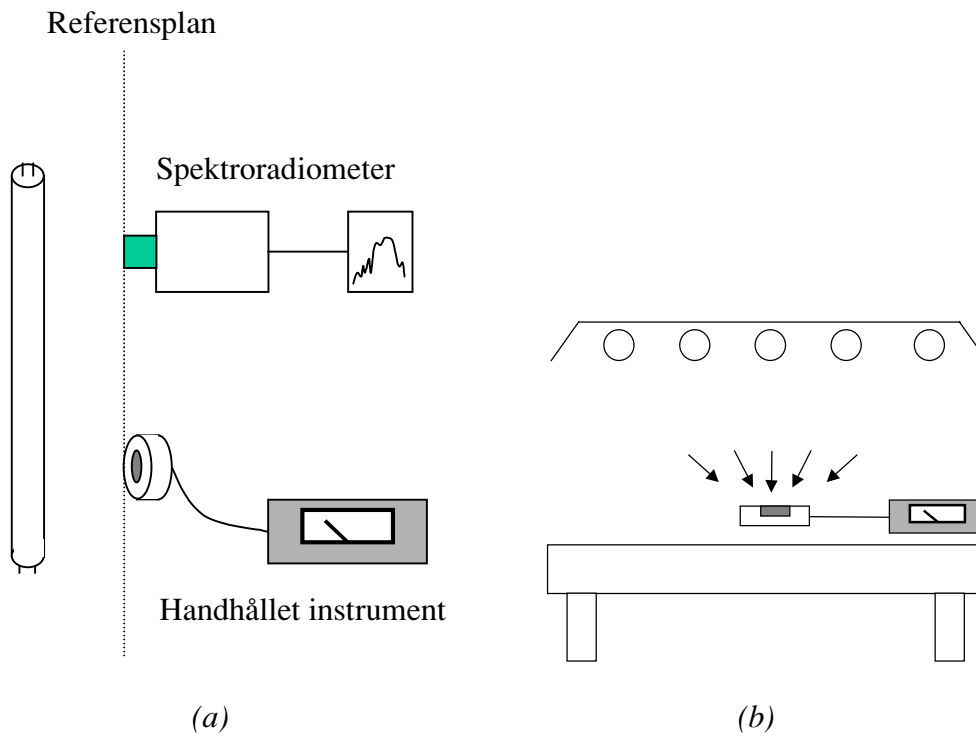 Referensplan
Spektroradiometer
Handhållet instrument
(a)
(b)